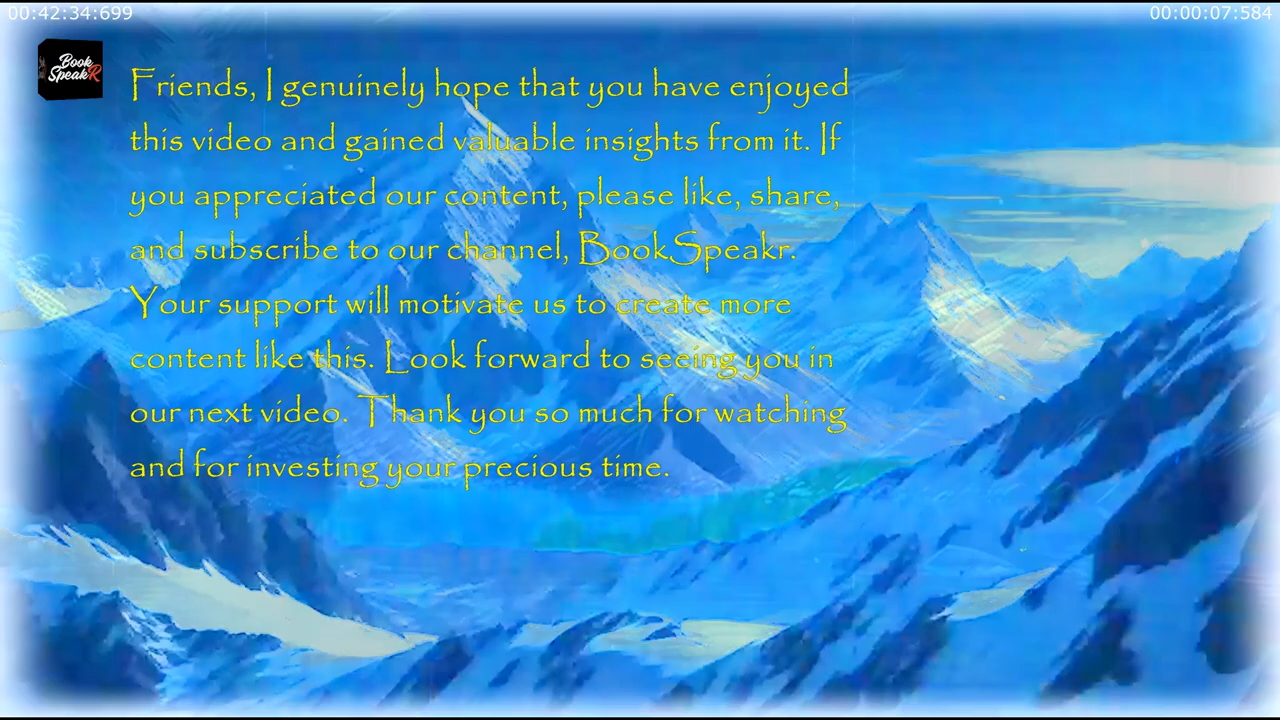 00:42:34:699
00:00:07:584
Book
SpeakR
Friends, I genuinely hope that you have enjoyed
this video and gained valuable insights from it. If
you appreciated our content, please like, share,
and subscribe to our channel, BookSpeakr.
Your support will motivate us to create more
content like this. Look forward to seeing you in
our next video. Thank you so much for watching
and for investing your precious time.